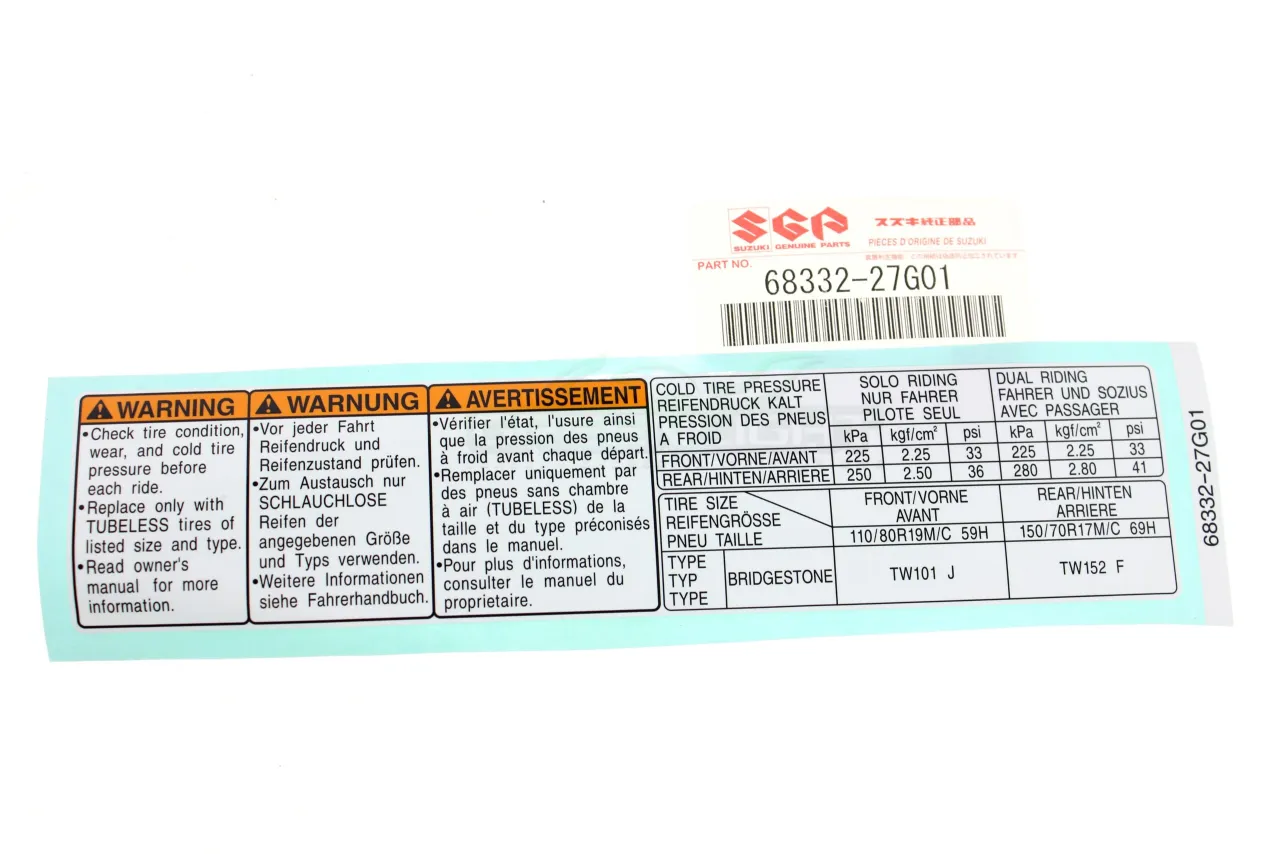 SGP
スズキ純正部品
SUZUKI GENUINE PARTS
PIECES D'ORIGINE DE SUZUKI
PART NO.
68332-27G01
WARNING
•Check tire condition,
wear, and cold tire
pressure before
each ride.
•Replace only with
TUBELESS tires of
listed size and type.
•Read owner's
manual for more
information.
WARNUNG
•Vor jeder Fahrt
Reifendruck und
Reifenzustand prüfen.
•Zum Austausch nur
SCHLAUCHLOSE
Reifen der
angegebenen Größe
und Typs verwenden.
•Weitere Informationen
siehe Fahrerhandbuch.
AVERTISSEMENT
•Vérifier l'état, l'usure ainsi
que la pression des pneus
à froid avant chaque départ.
•Remplacer uniquement par
des pneus sans chambre
à air (TUBELESS) de la
taille et du type préconisés
dans le manuel.
•Pour plus d'informations,
consulter le manuel du
proprietaire.
COLD TIRE PRESSURE
REIFENDRUCK KALT
PRESSION DES PNEUS
A FROID
SOLO RIDING
NUR FAHRER
PILOTE SEUL
DUAL RIDING
FAHRER UND SOZIUS
AVEC PASSAGER
kPa kgf/cm² psi kPa kgf/cm² psi
FRONT/VORNE/AVANT 225 2.25 33 225 2.25 33
REAR/HINTEN/ARRIERE 250 2.50 36 280 2.80 41
TIRE SIZE
REIFENGRÖSSE
PNEU TAILLE
FRONT/VORNE
AVANT
REAR/HINTEN
ARRIERE
110/80R19M/C 59H 150/70R17M/C 69H
TYPE
TYP
TYPE
BRIDGESTONE TW101 J TW152 F
68332-27G01